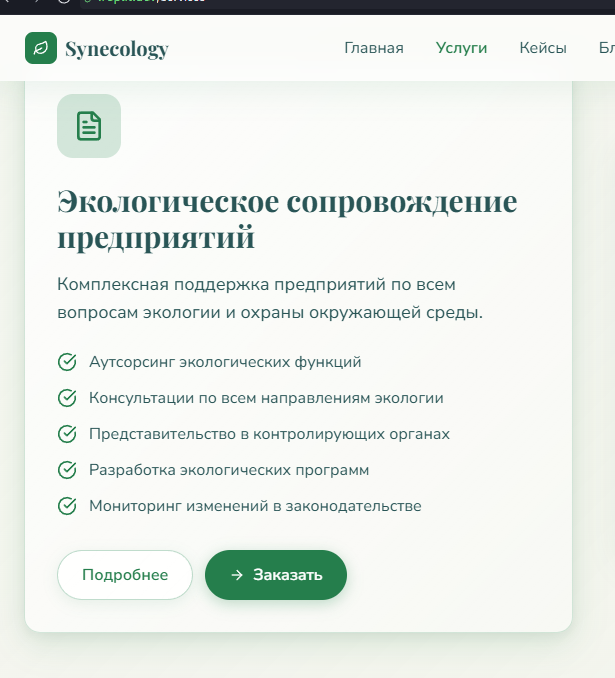 Synecology
Главная
Услуги
Кейсы
Экологическое сопровождение
предприятий
Комплексная поддержка предприятий по всем
вопросам экологии и охраны окружающей среды.
Аутсорсинг экологических функций
Консультации по всем направлениям экологии
Представительство в контролирующих органах
Разработка экологических программ
Мониторинг изменений в законодательстве
Подробнее
Заказать